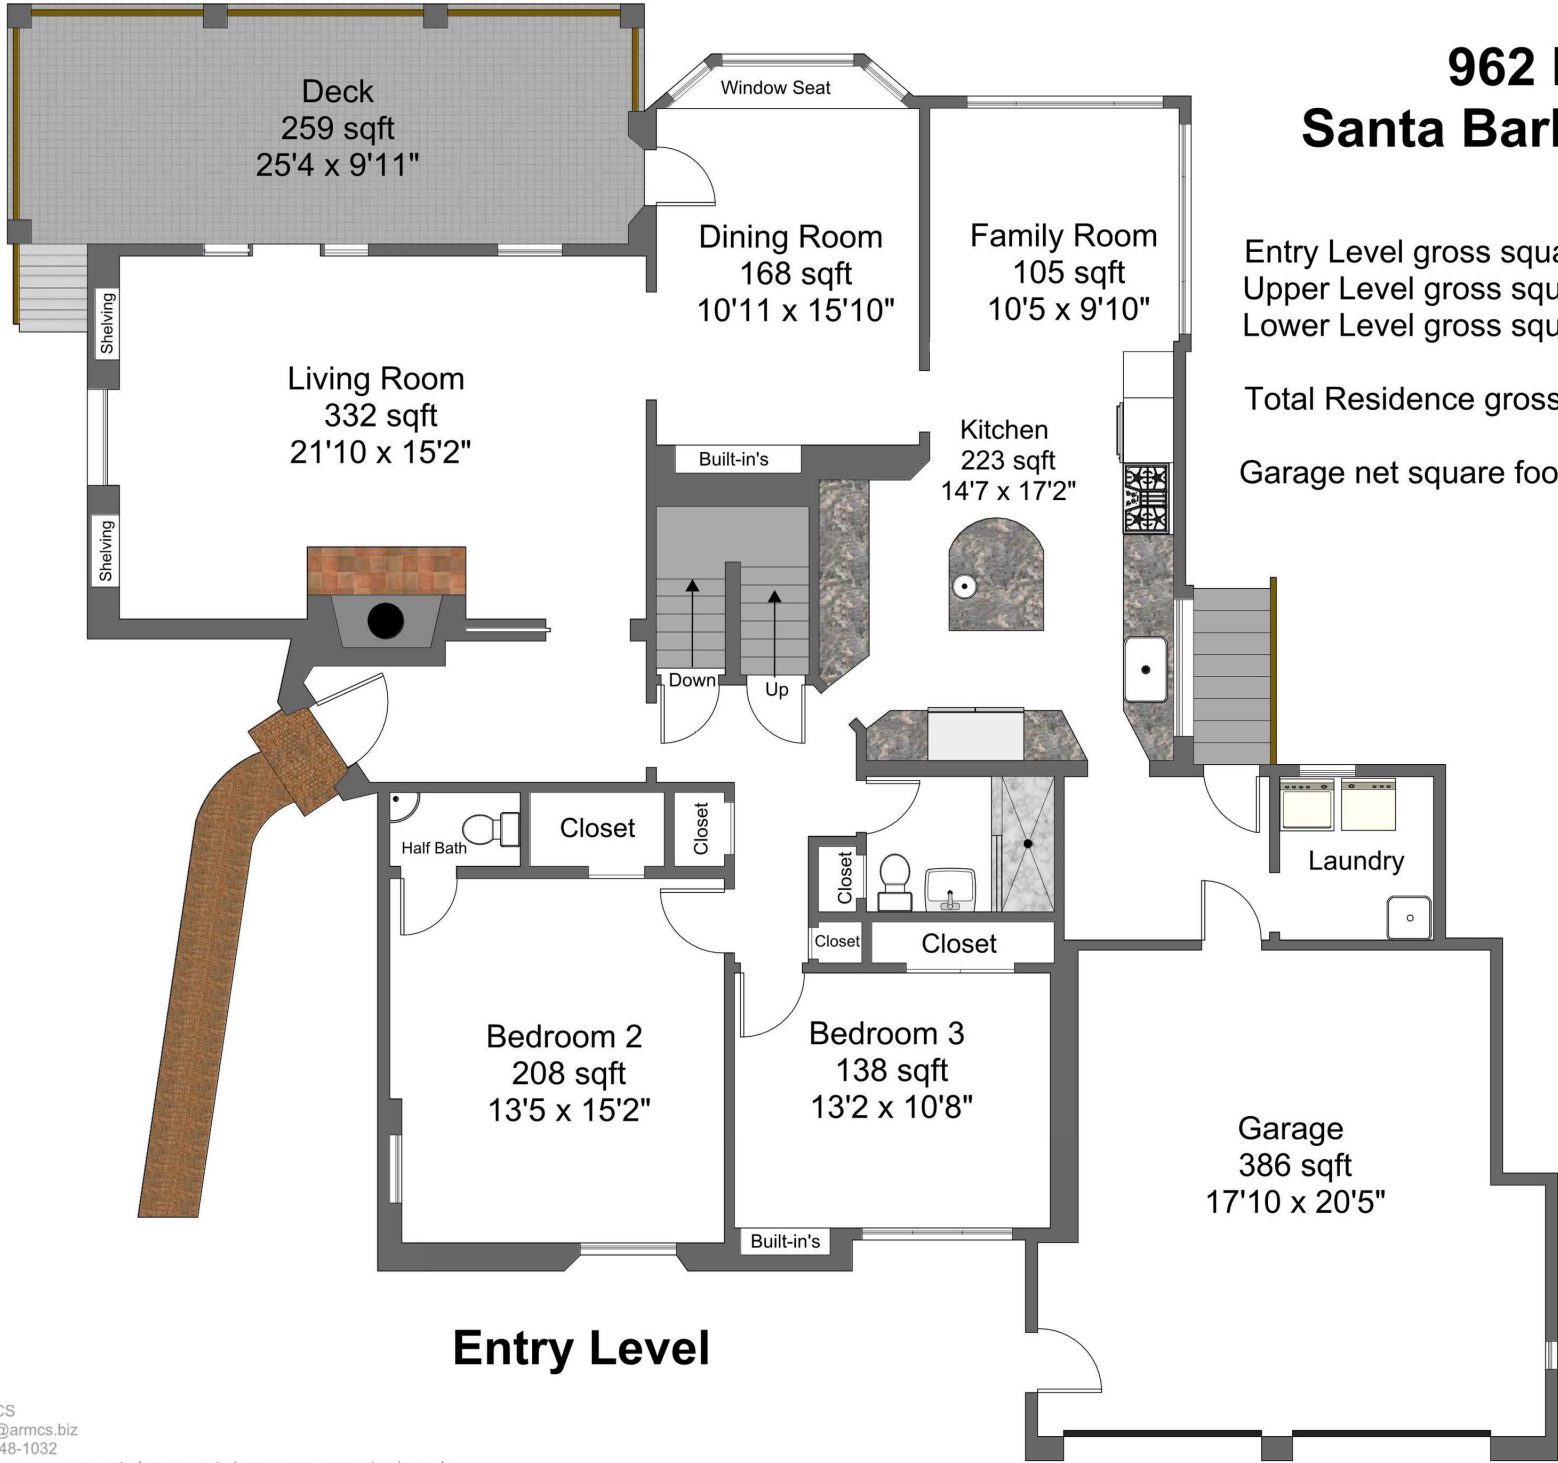 962
Santa
Entry Level gross
Upper Level gross
Lower Level gross
Total Residence gross
Garage net square
Deck
259 sqft
25'4 x 9'11"
Window Seat
Dining Room
168 sqft
10'11 x 15'10"
Family Room
105 sqft
10'5 x 9'10"
Shelving
Living Room
332 sqft
21'10 x 15'2"
Shelving
Built-in's
Kitchen
223 sqft
14'7 x 17'2"
Down
Up
Half Bath
Closet
Closet
Closet
Closet
Closet
Laundry
Bedroom 2
208 sqft
13'5 x 15'2"
Bedroom 3
138 sqft
13'2 x 10'8"
Built-in's
Garage
386 sqft
17'10 x 20'5"
Entry Level
@armcs.biz
48-1032